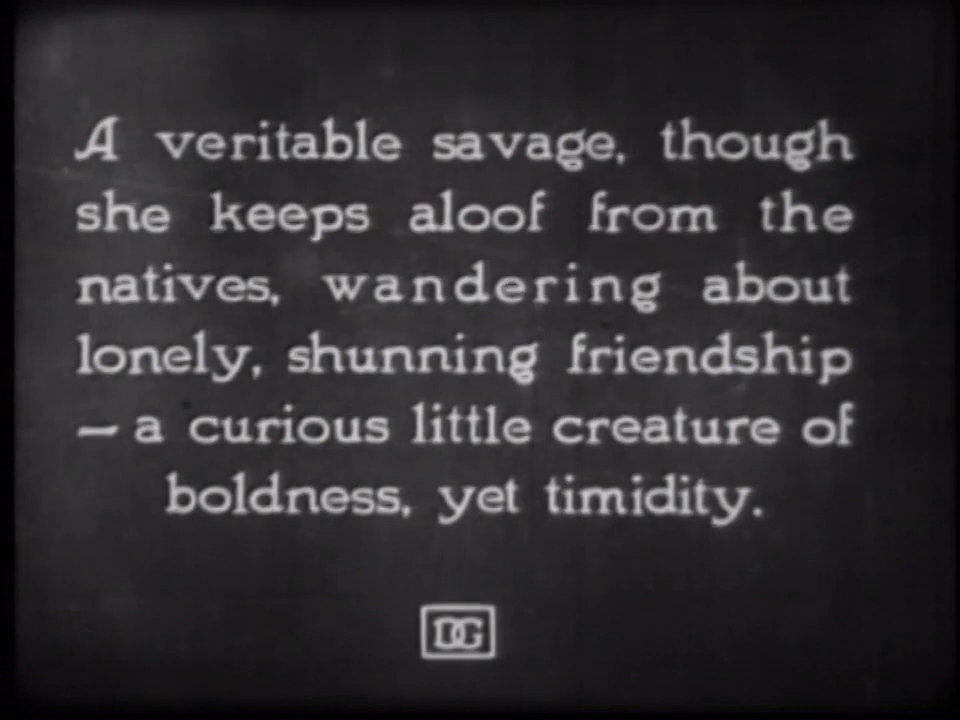 A veritable savage, though
she keeps aloof from the
natives, wandering about
lonely, shunning friendship
— a curious little creature of
boldness, yet timidity.
DG